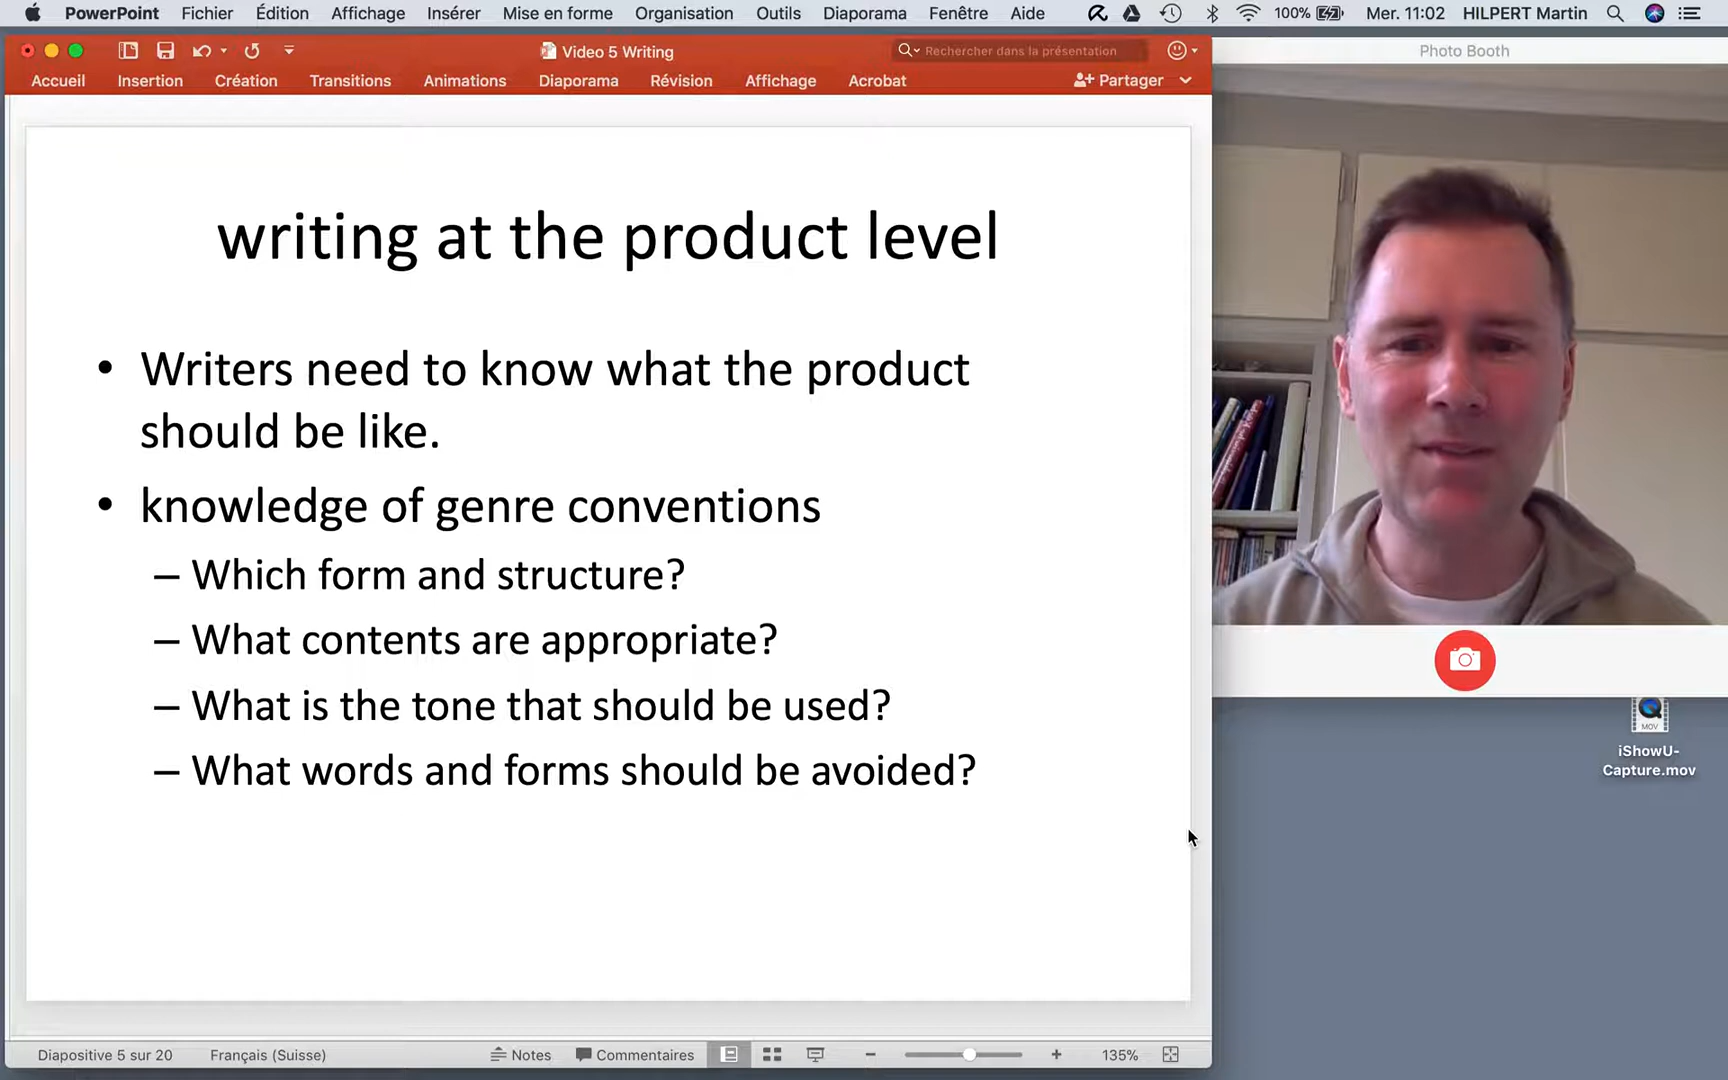 PowerPoint Fichier Édition Affichage Insérer Mise en forme Organisation Outils Diaporama Fenêtre Aide 100% Mer. 11:02 HILPERT Martin
Video 5 Writing
Rechercher dans la présentation
Photo Booth
Accueil Insertion Création Transitions Animations Diaporama Révision Affichage Acrobat Partager
writing at the product level
• Writers need to know what the product
should be like.
• knowledge of genre conventions
– Which form and structure?
– What contents are appropriate?
– What is the tone that should be used?
– What words and forms should be avoided?
MOV
iShowU-
Capture.mov
Diapositive 5 sur 20 Français (Suisse) Notes Commentaires 135%